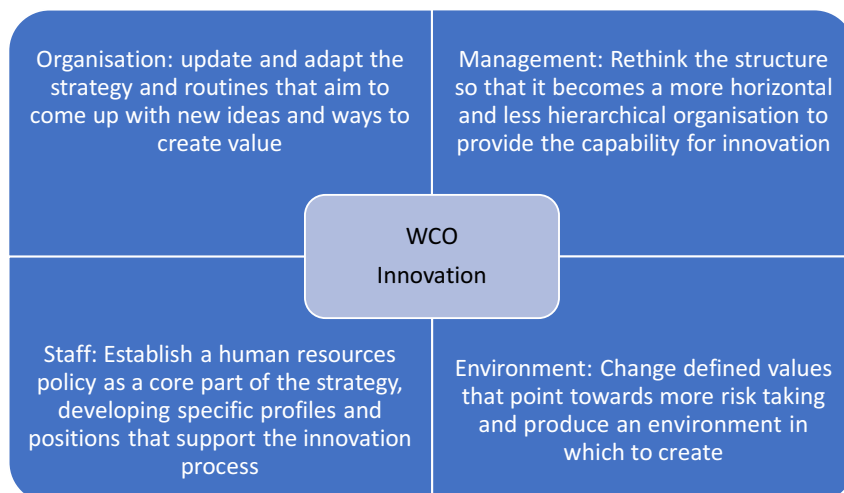 Organisation: update and adapt the
strategy and routines that aim to
come up with new ideas and ways to
create value
Management: Rethink the structure
so that it becomes a more horizontal
and less hierarchical organisation to
provide the capability for innovation
WCO
Innovation
Staff: Establish a human resources
policy as a core part of the strategy,
developing specific profiles and
positions that support the innovation
process
Environment: Change defined values
that point towards more risk taking
and produce an environment in
which to create